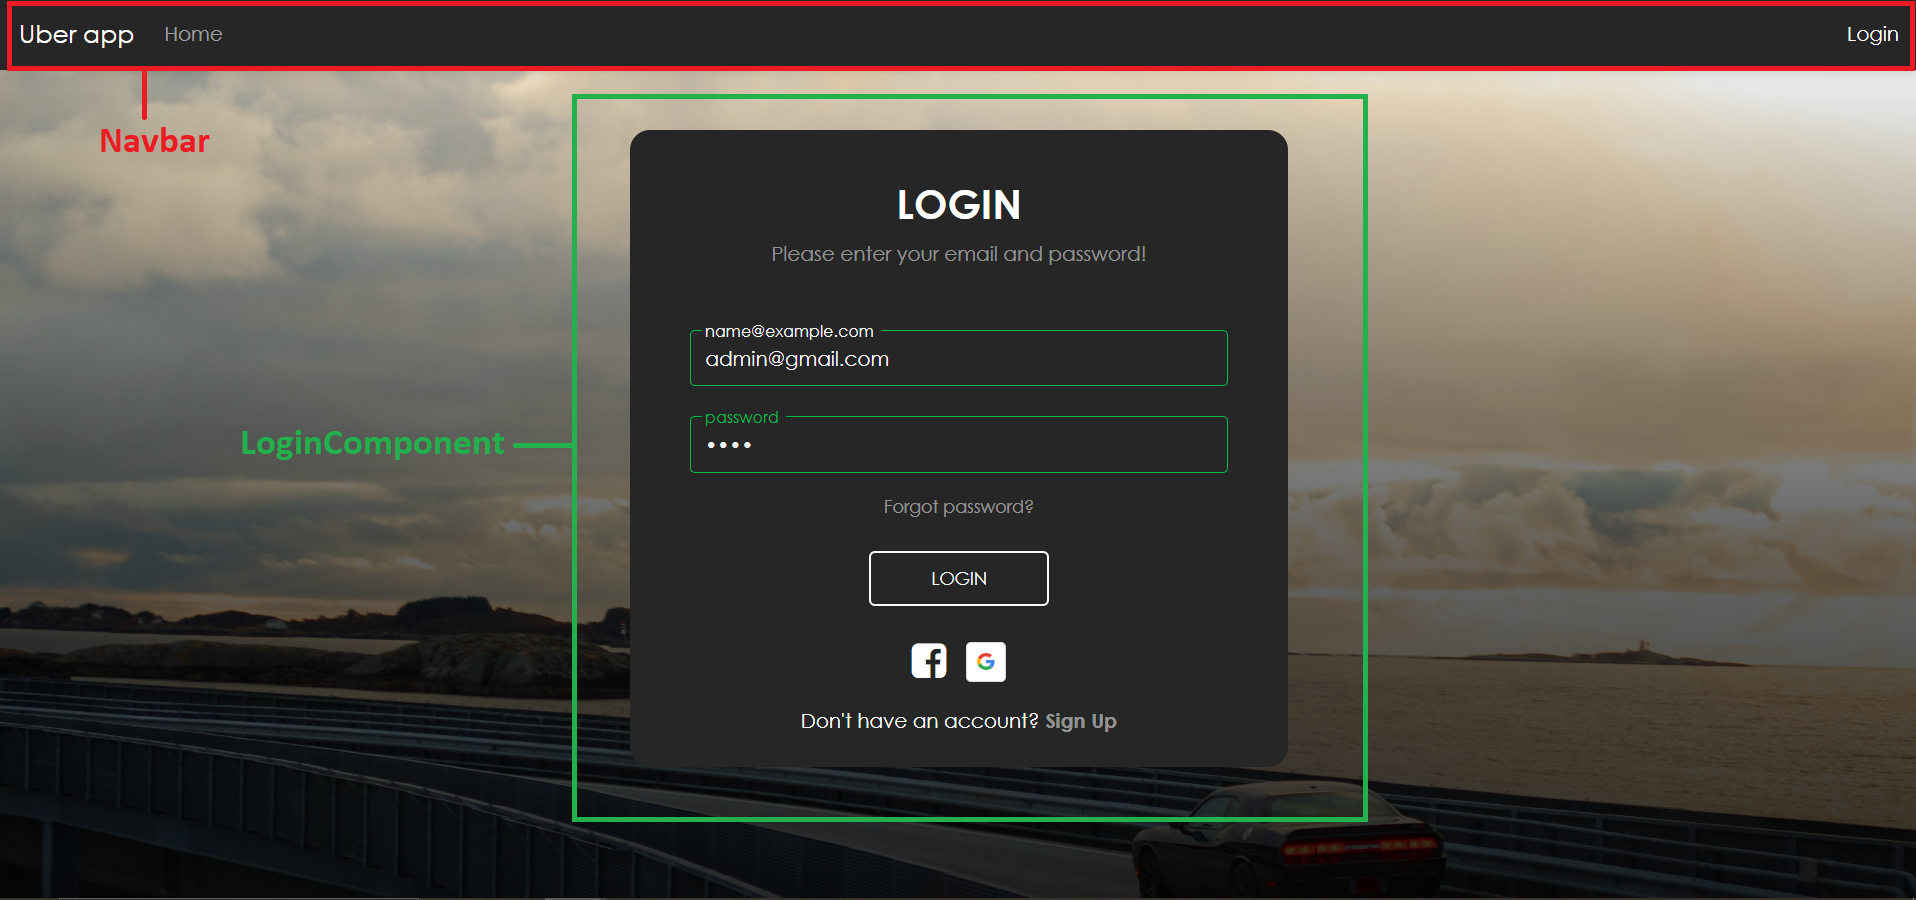 Uber app Home Login
Navbar
LOGIN
Please enter your email and password!
name@example.com
admin@gmail.com
password
LoginComponent
Forgot password?
LOGIN
G
Don't have an account? Sign Up